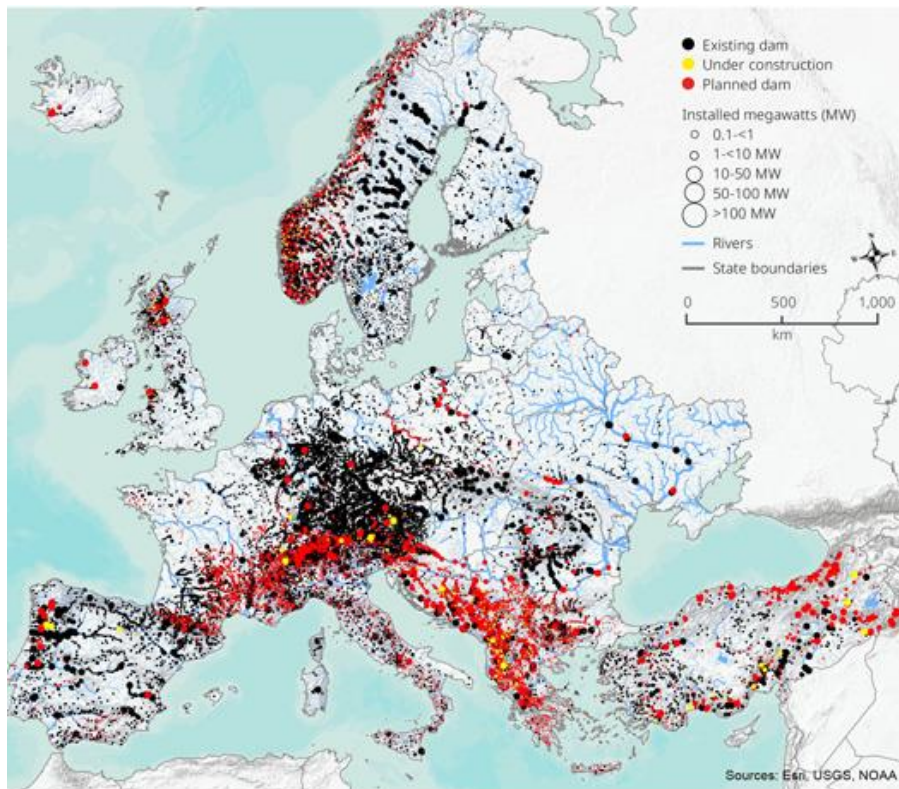 Existing dam
Under construction
Planned dam
Installed megawatts (MW)
0.1-<1
1-<10 MW
10-50 MW
50-100 MW
>100 MW
Rivers
State boundaries
N
W E
S
0 500 1,000
km
Sources: Esri, USGS, NOAA